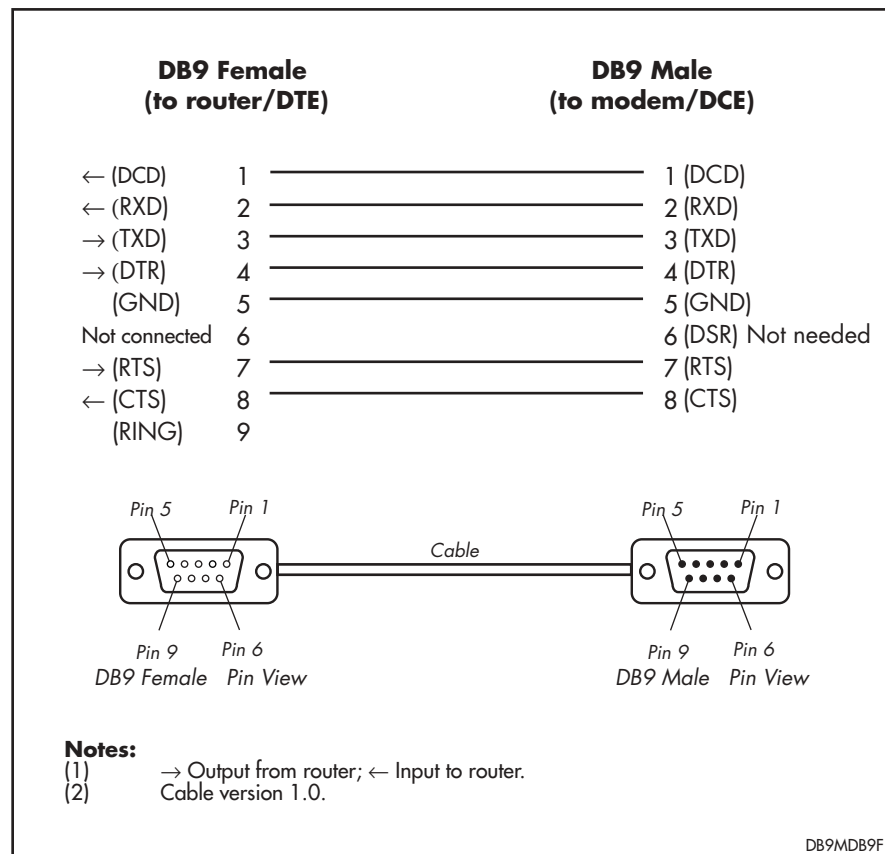 DB9 Female DB9 Male
(to router/DTE) (to modem/DCE)
← (DCD) 1 1 (DCD)
← (RXD) 2 2 (RXD)
→ (TXD) 3 3 (TXD)
→ (DTR) 4 4 (DTR)
(GND) 5 5 (GND)
Not connected 6 6 (DSR) Not needed
→ (RTS) 7 7 (RTS)
← (CTS) 8 8 (CTS)
(RING) 9
Pin 5 Pin 1 Pin 5 Pin 1
Cable
Pin 9 Pin 6 Pin 9 Pin 6
DB9 Female Pin View DB9 Male Pin View
Notes:
(1) → Output from router; ← Input to router.
(2) Cable version 1.0.
DB9MDB9F